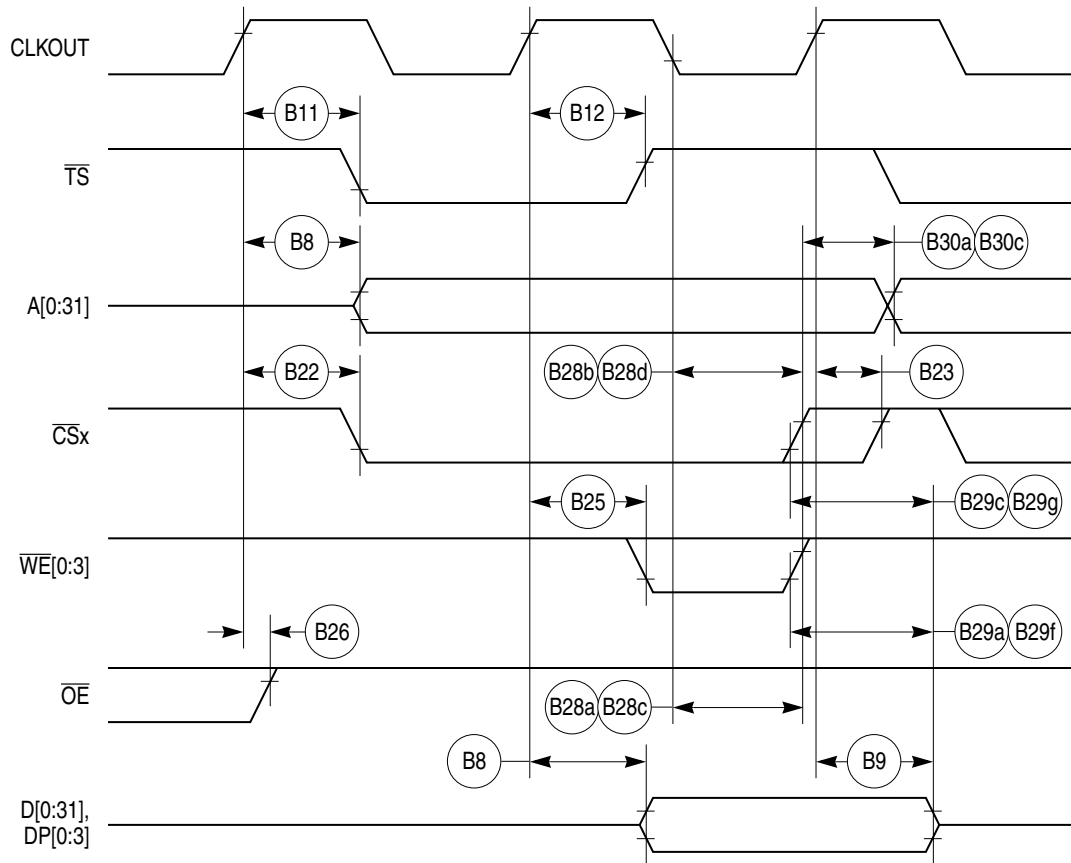 CLKOUT
B11
B12
TS
B8
B30a B30c
A[0:31]
B22
B28b B28d
B23
CSx
B25
B29c B29g
WE[0:3]
B26
B29a B29f
OE
B28a B28c
B8
B9
D[0:31],
DP[0:3]